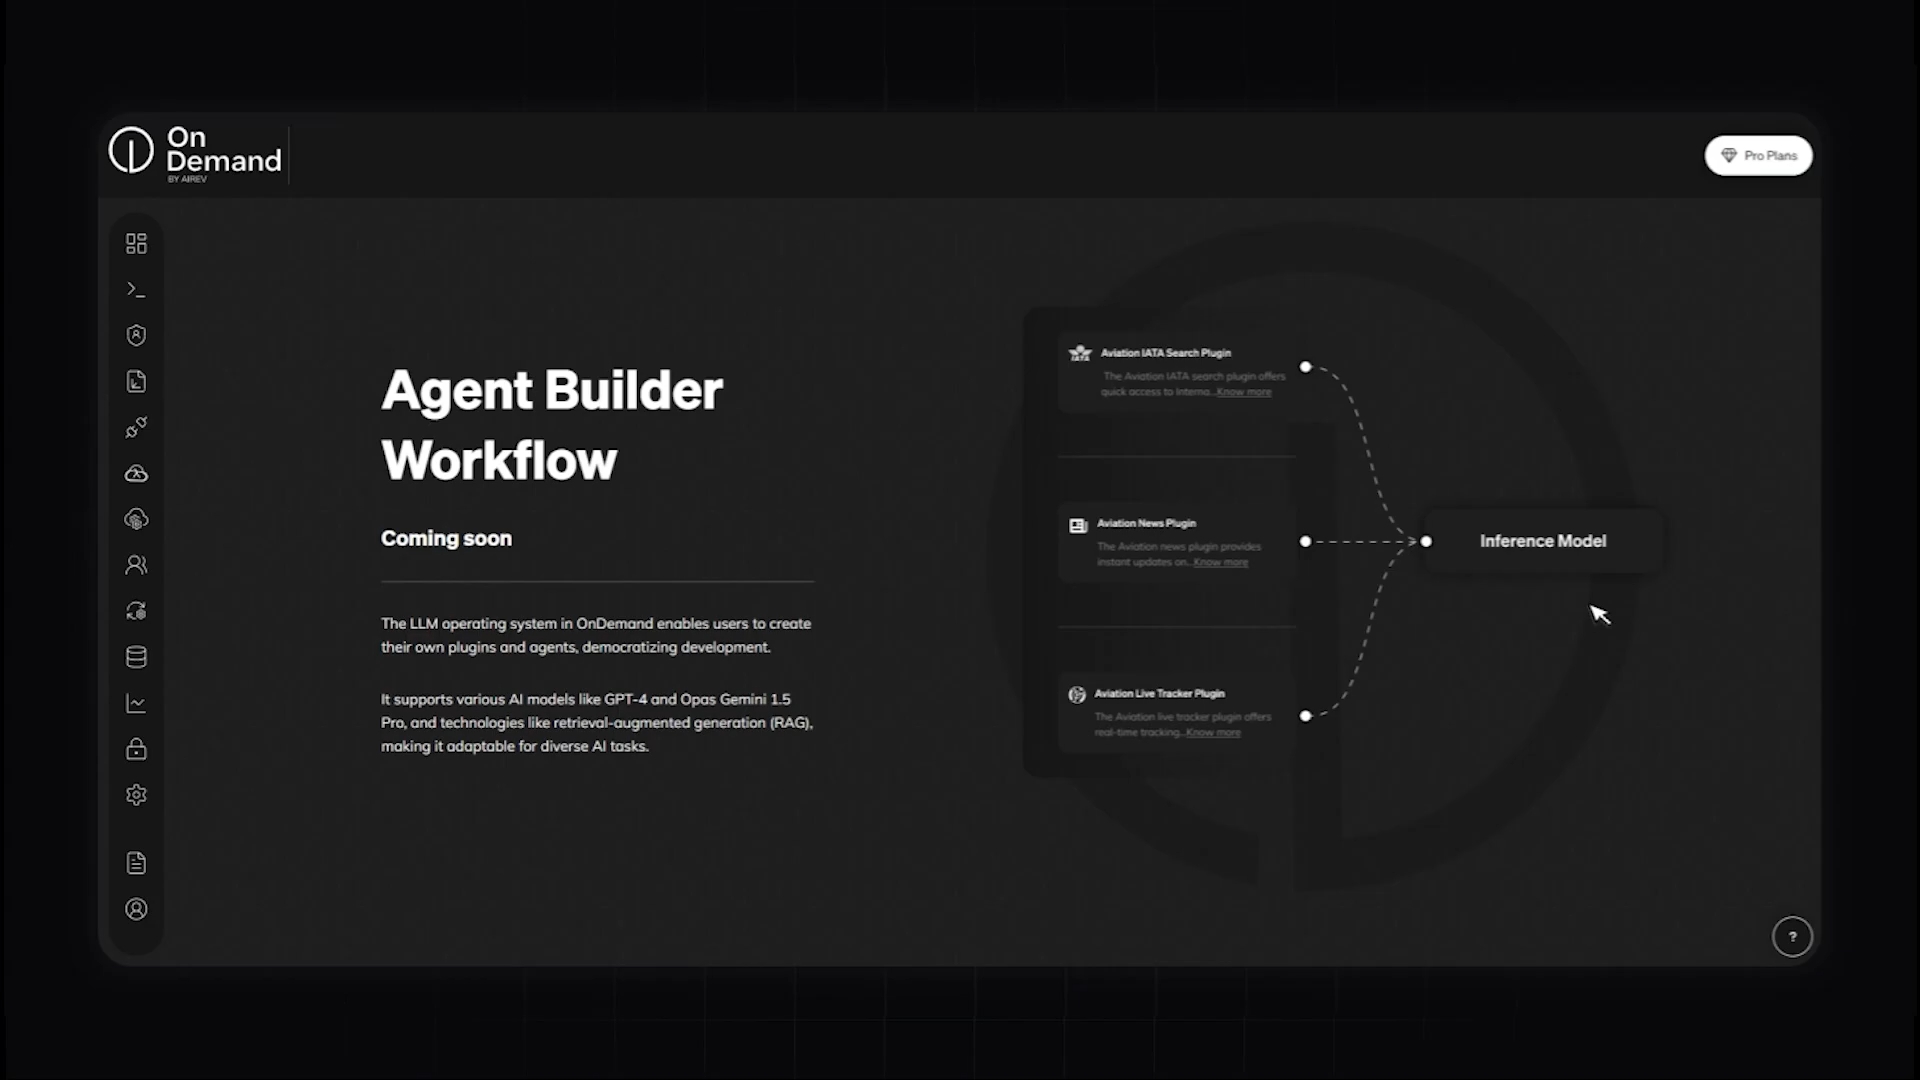 On
Demand
BY AIREV
Pro Plans
Agent Builder
Workflow
Coming soon
The LLM operating system in OnDemand enables users to create
their own plugins and agents, democratizing development.
It supports various AI models like GPT-4 and Opas Gemini 1.5
Pro, and technologies like retrieval-augmented generation (RAG),
making it adaptable for diverse AI tasks.
IATA
Aviation IATA Search Plugin
The Aviation IATA search plugin offers
quick access to Interna...Know more
Aviation News Plugin
The Aviation news plugin provides
instant updates on...Know more
Aviation Live Tracker Plugin
The Aviation live tracker plugin offers
real-time tracking...Know more
Inference Model
?